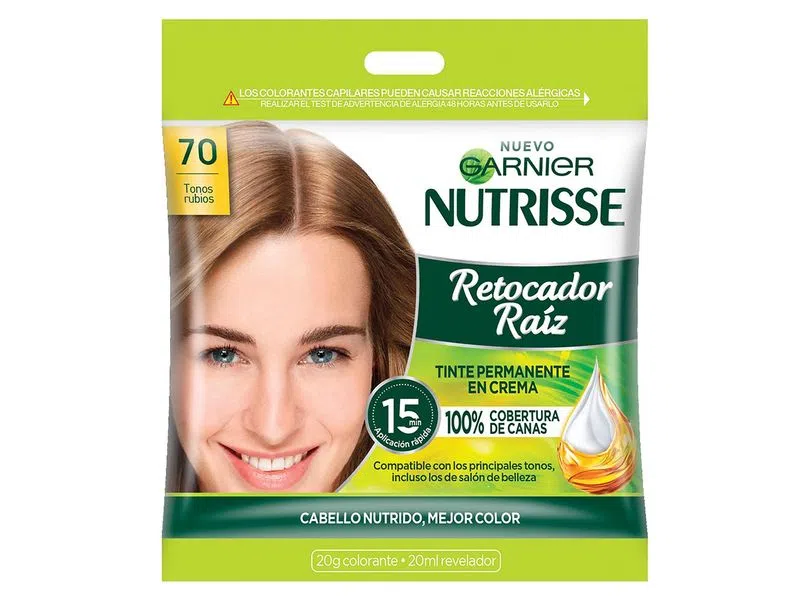 LOS COLORANTES CAPILARES PUEDEN CAUSAR REACCIONES ALÉRGICAS
REALIZAR EL TEST DE ADVERTENCIA DE ALERGIA 48 HORAS ANTES DE USARLO
70
Tonos
rubios
NUEVO
GARNIER
NUTRISSE
Retocador
Raíz
TINTE PERMANENTE
EN CREMA
15 min
Aplicación rápida
100% COBERTURA
DE CANAS
Compatible con los principales tonos,
incluso los de salón de belleza
CABELLO NUTRIDO, MEJOR COLOR
20g colorante • 20ml revelador